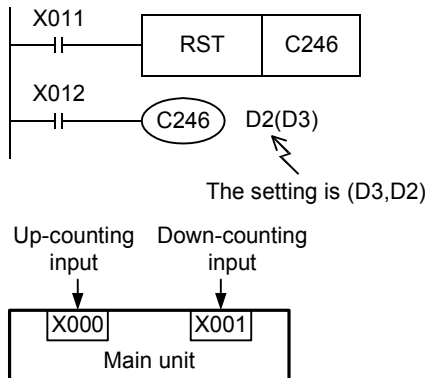 X011
RST C246
X012
C246 D2(D3)
The setting is (D3,D2)
Up-counting input
Down-counting input
X000 X001
Main unit